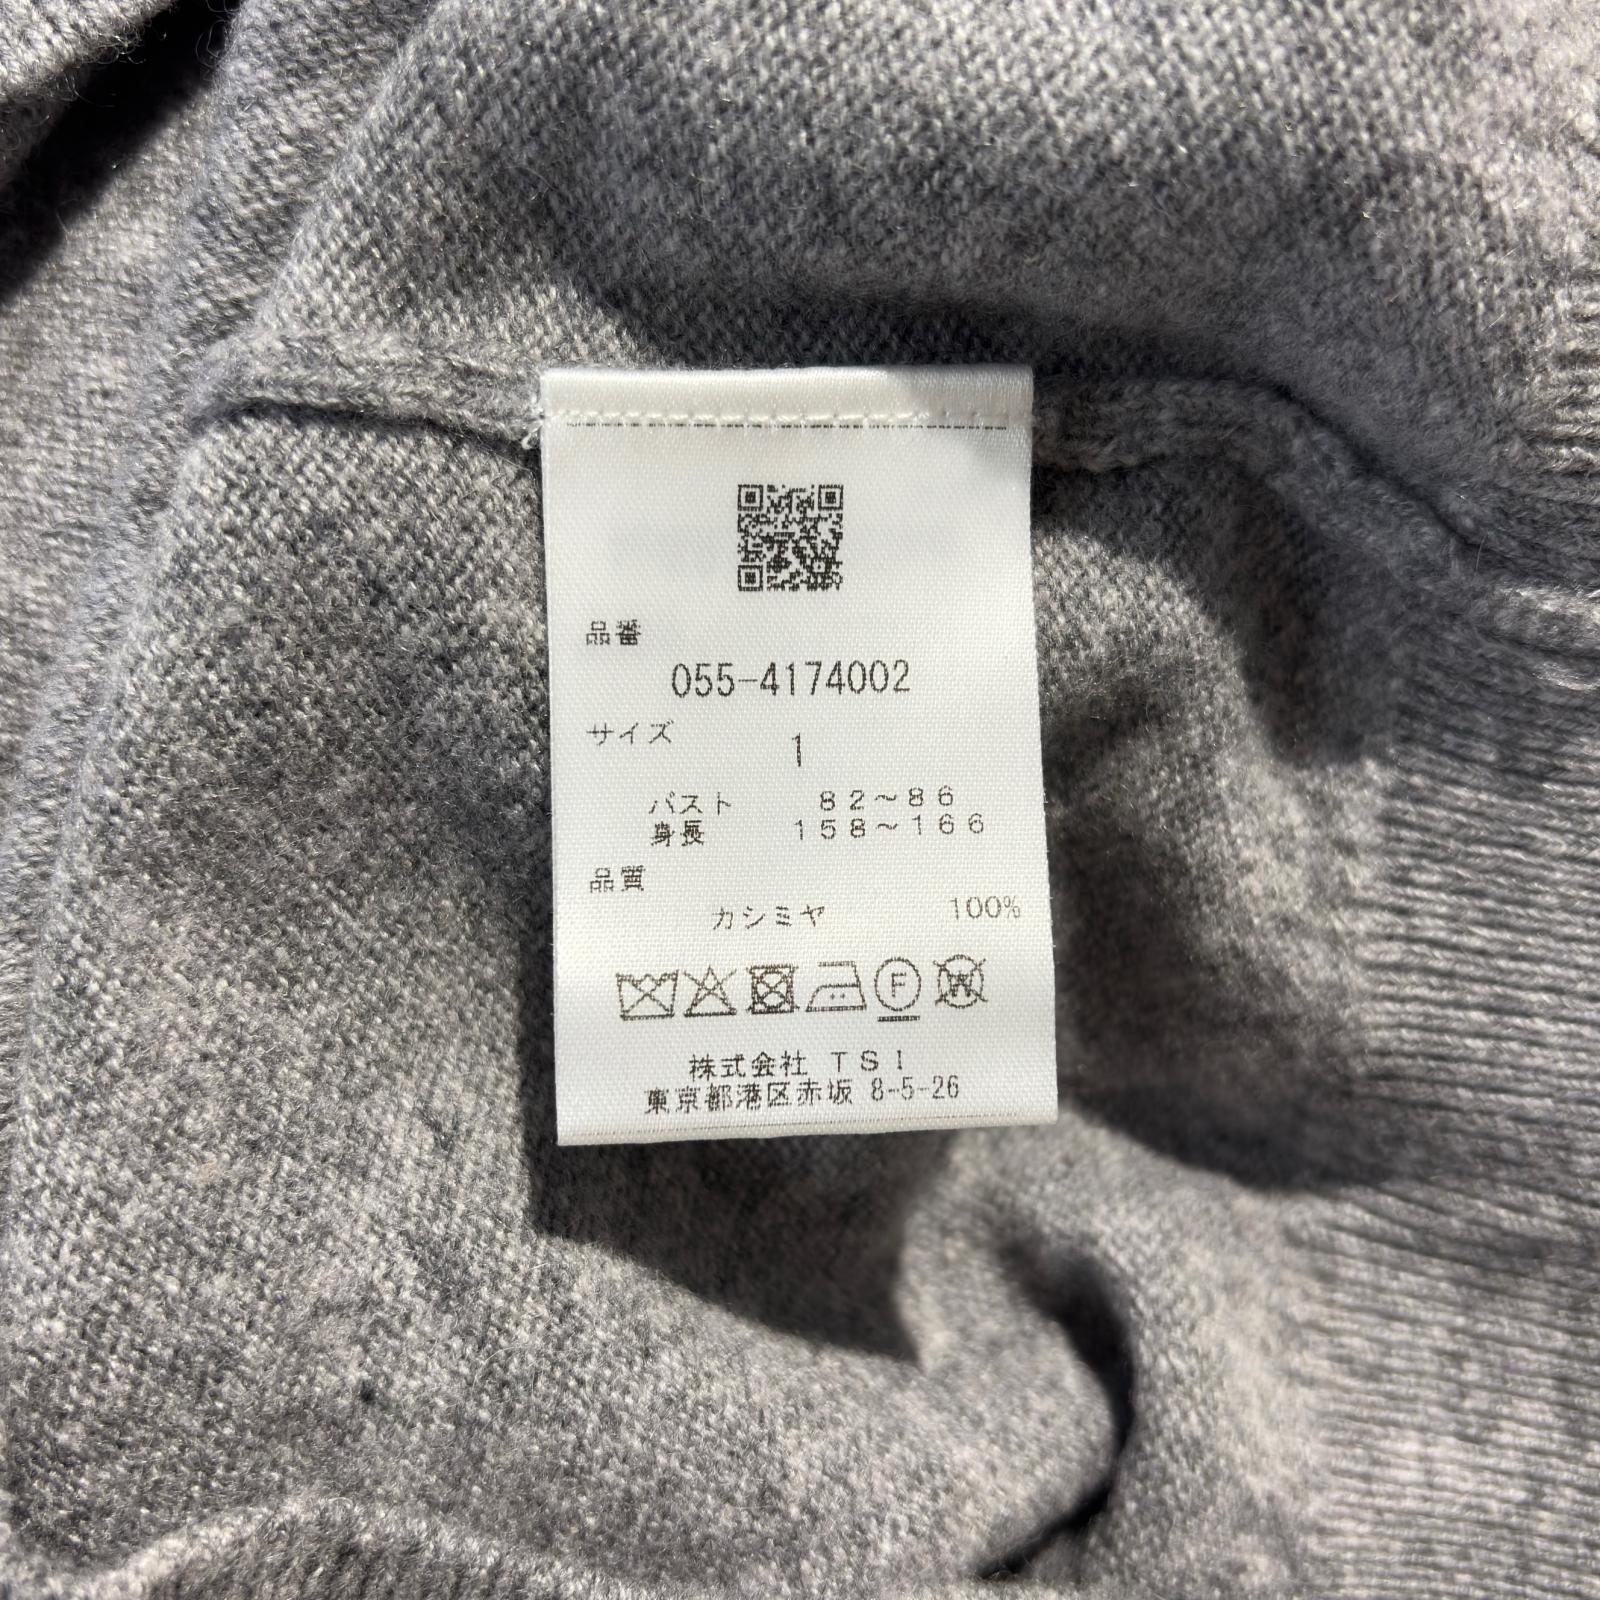 品番
055-4174002
サイズ 1
バスト 82～86
身長 158～166
品質
カシミヤ 100%
F W
株式会社 TSI
東京都港区赤坂 8-5-26